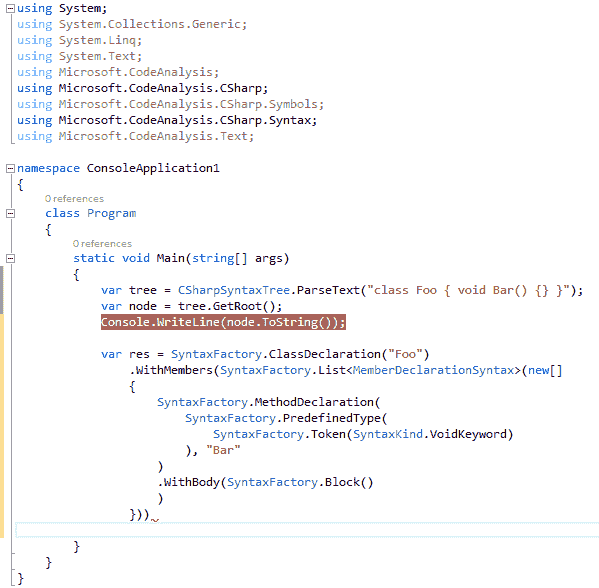 using System;
using System.Collections.Generic;
using System.Linq;
using System.Text;
using Microsoft.CodeAnalysis;
using Microsoft.CodeAnalysis.CSharp;
using Microsoft.CodeAnalysis.CSharp.Symbols;
using Microsoft.CodeAnalysis.CSharp.Syntax;
using Microsoft.CodeAnalysis.Text;

namespace ConsoleApplication1
{
    0 references
    class Program
    {
        0 references
        static void Main(string[] args)
        {
            var tree = CSharpSyntaxTree.ParseText("class Foo { void Bar() {} }");
            var node = tree.GetRoot();
            Console.WriteLine(node.ToString());

            var res = SyntaxFactory.ClassDeclaration("Foo")
                .WithMembers(SyntaxFactory.List<MemberDeclarationSyntax>(new[]
                {
                    SyntaxFactory.MethodDeclaration(
                        SyntaxFactory.PredefinedType(
                            SyntaxFactory.Token(SyntaxKind.VoidKeyword)
                        ), "Bar"
                    )
                    .WithBody(SyntaxFactory.Block()
                    )
                }))

        }
    }
}